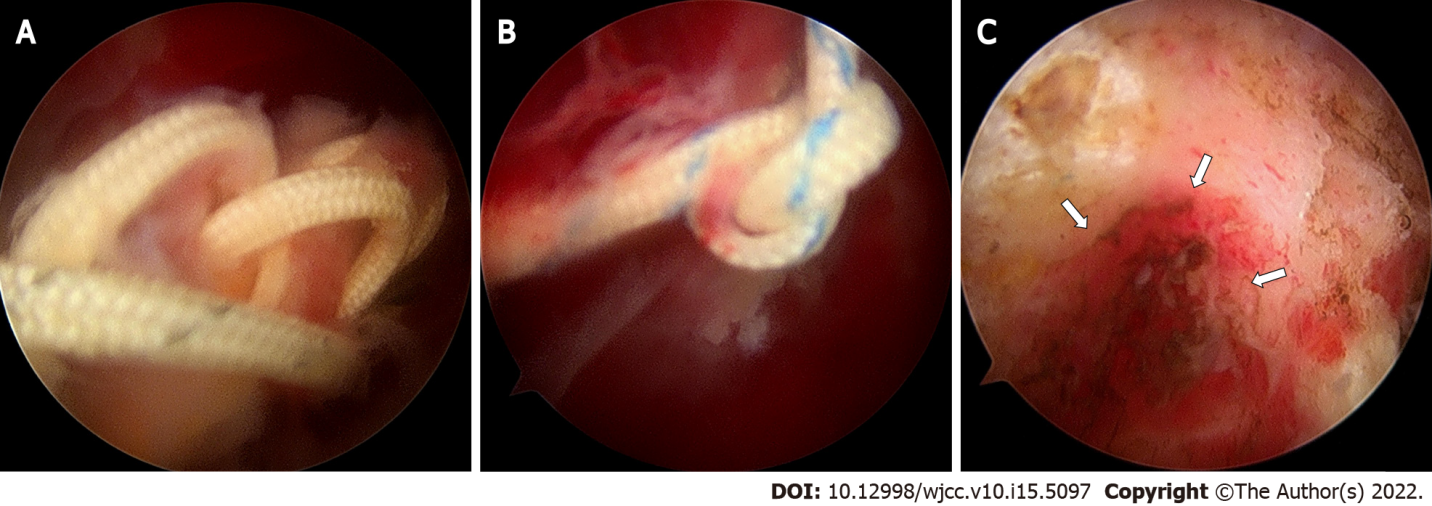 A
B
C
DOI: 10.12998/wjcc.v10.i15.5097 Copyright ©The Author(s) 2022.